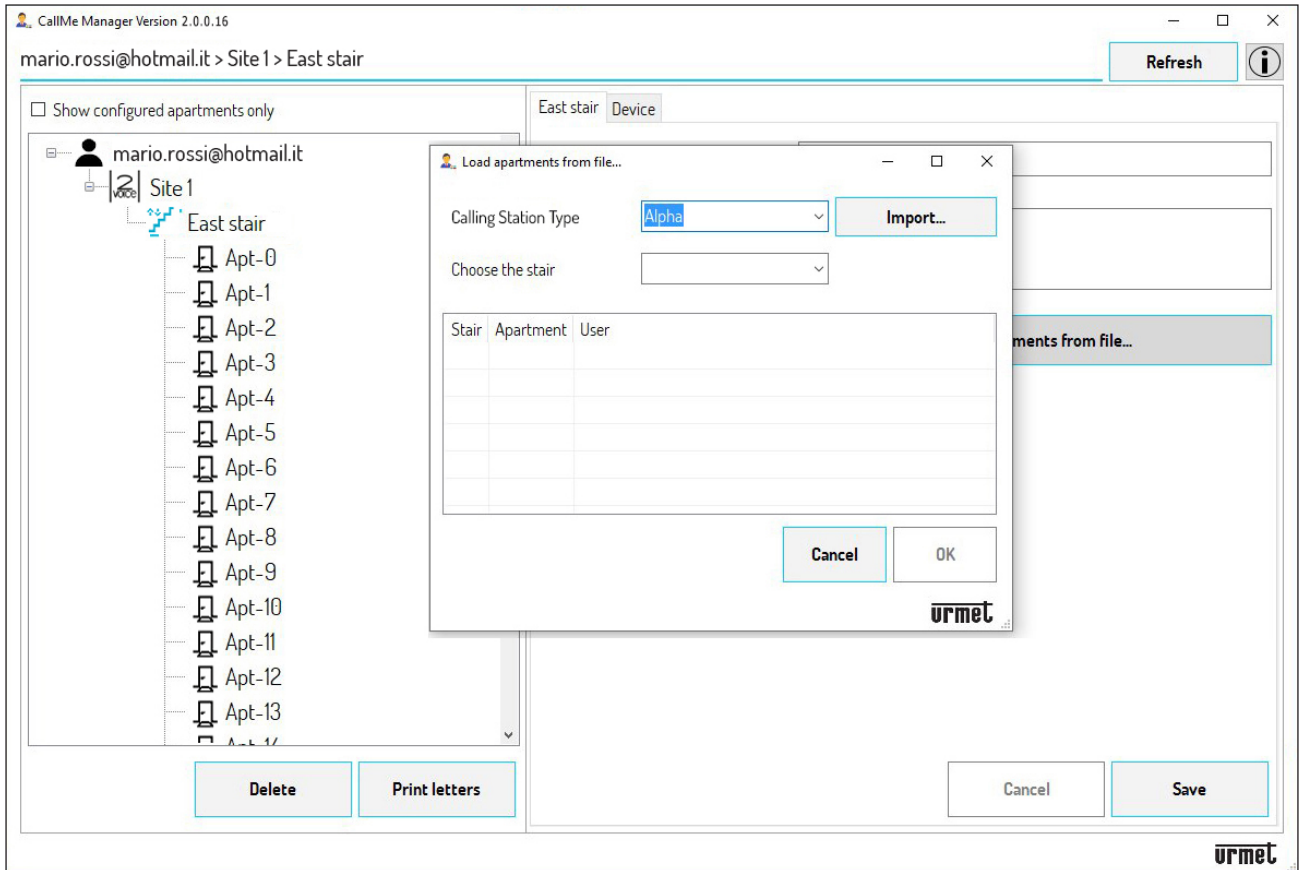 CallMe Manager Version 2.0.0.16
mario.rossi@hotmail.it > Site 1 > East stair
Refresh
Show configured apartments only
mario.rossi@hotmail.it
2 VOICE Site 1
East stair
Apt-0
Apt-1
Apt-2
Apt-3
Apt-4
Apt-5
Apt-6
Apt-7
Apt-8
Apt-9
Apt-10
Apt-11
Apt-12
Apt-13
Delete
Print letters
East stair Device
Load apartments from file...
Calling Station Type Alpha Import...
Choose the stair
Stair Apartment User
Cancel OK
urmet
from file...
Cancel Save
urmet